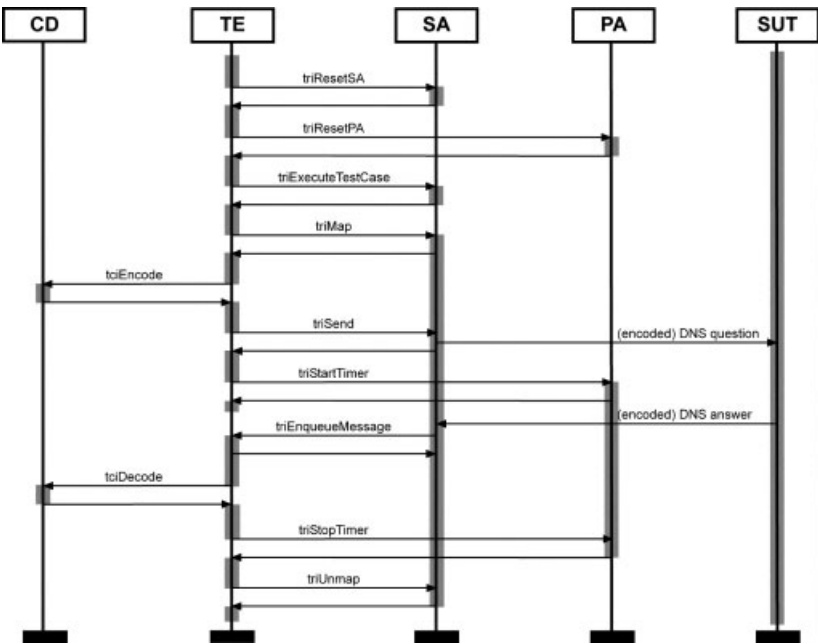 CD TE SA PA SUT
triResetSA
triResetPA
triExecuteTestCase
triMap
tciEncode
triSend
(encoded) DNS question
triStartTimer
(encoded) DNS answer
triEnqueueMessage
tciDecode
triStopTimer
triUnmap